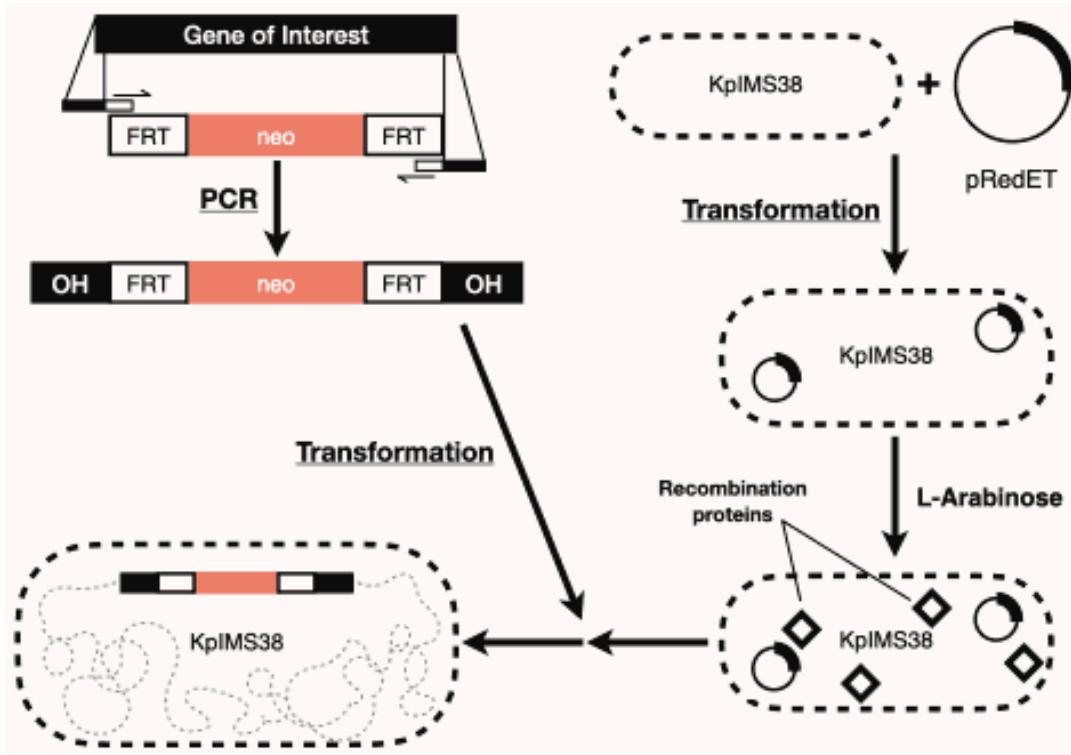 Gene of Interest
FRT
neo
FRT
PCR
OH
FRT
neo
FRT
OH
Transformation
KpIMS38
KpIMS38
+
pRedET
Transformation
KpIMS38
L-Arabinose
Recombination
proteins
KpIMS38